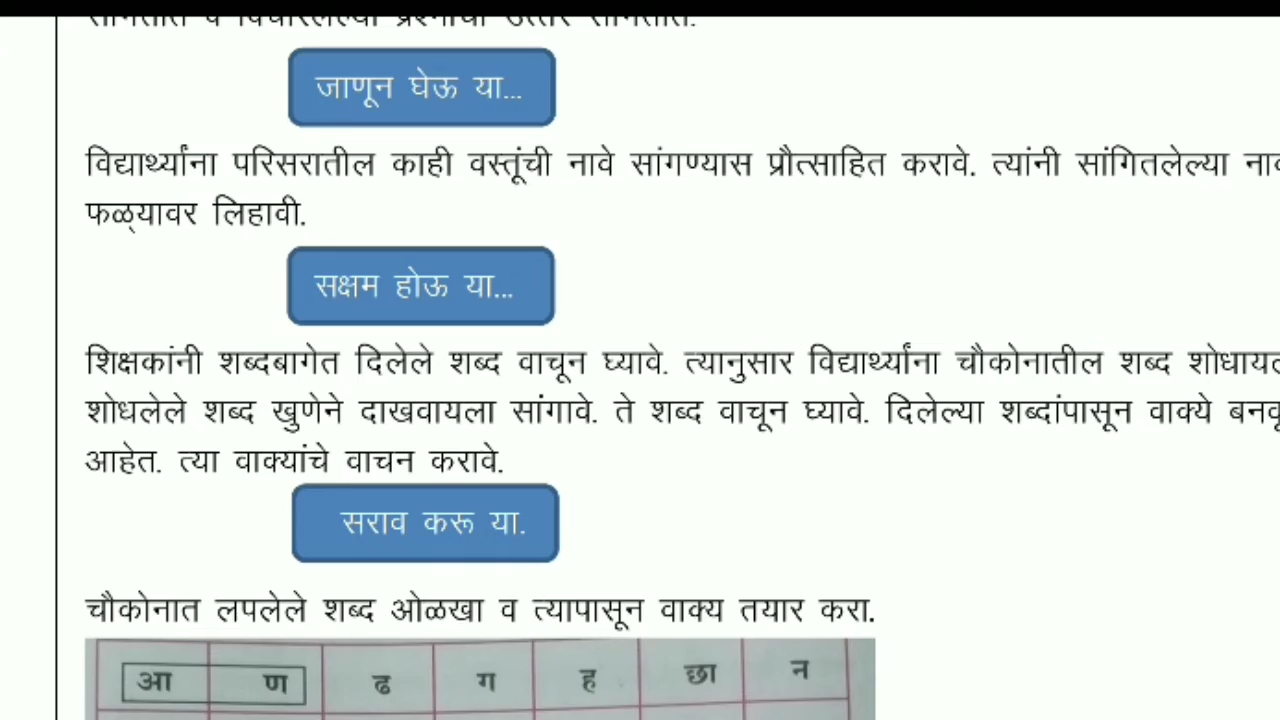 जाणून घेऊ या...
विद्यार्थ्यांना परिसरातील काही वस्तूंची नावे सांगण्यास प्रौत्साहित करावे. त्यांनी सांगितलेल्या
फळ्यावर लिहावी.
सक्षम होऊ या...
शिक्षकांनी शब्दबागेत दिलेले शब्द वाचून घ्यावे. त्यानुसार विद्यार्थ्यांना चौकोनातील शब्द
शोधलेले शब्द खुणेने दाखवायला सांगावे. ते शब्द वाचून घ्यावे. दिलेल्या शब्दांपासून वाक्ये
आहेत. त्या वाक्यांचे वाचन करावे.
सराव करू या.
चौकोनात लपलेले शब्द ओळखा व त्यापासून वाक्य तयार करा.
आ ण ढ ग ह छा न